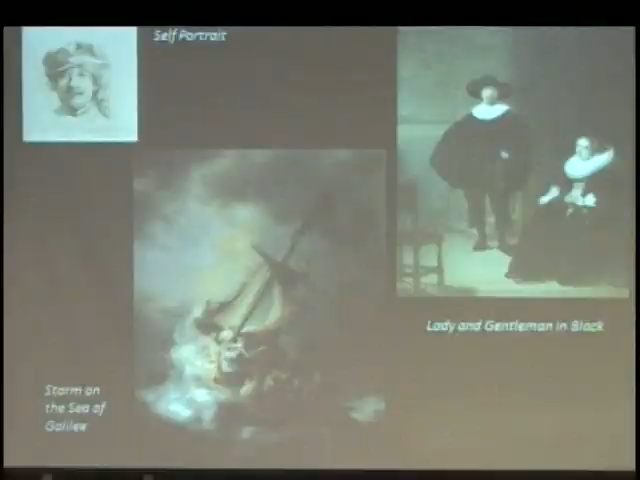 Self Portrait
Lady and Gentleman in Black
Storm on
the Sea of
Galilee